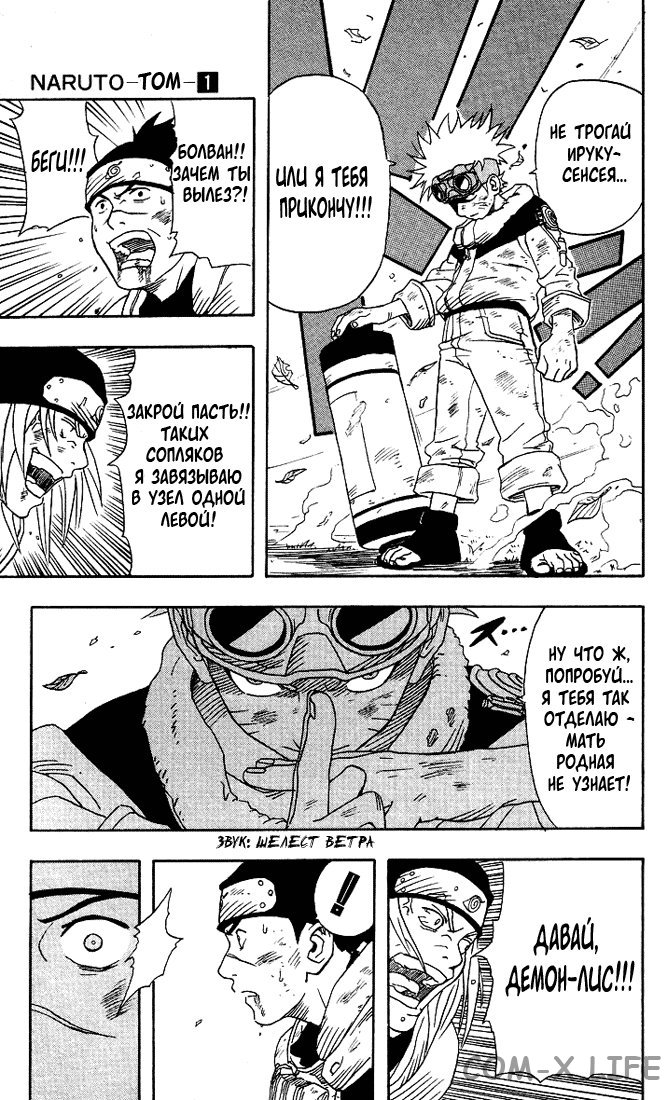 NARUTO-ТОМ-1
НЕ ТРОГАЙ
ИРУКУ-
СЕНСЕЯ...
ИЛИ Я ТЕБЯ
ПРИКОНЧУ!!!
БОЛВАН!!
ЗАЧЕМ ТЫ
ВЫЛЕЗ?!
БЕГИ!!!
ЗАКРОЙ ПАСТЬ!!
ТАКИХ
СОПЛЯКОВ
Я ЗАВЯЗЫВАЮ
В УЗЕЛ ОДНОЙ
ЛЕВОЙ!
НУ ЧТО Ж,
ПОПРОБУЙ...
Я ТЕБЯ ТАК
ОТДЕЛАЮ -
МАТЬ
РОДНАЯ
НЕ УЗНАЕТ!
ス...
ЗВУК: ШЕЛЕСТ ВЕТРА
ДАВАЙ,
ДЕМОН-ЛИС!!!
!
COM-X LIFE